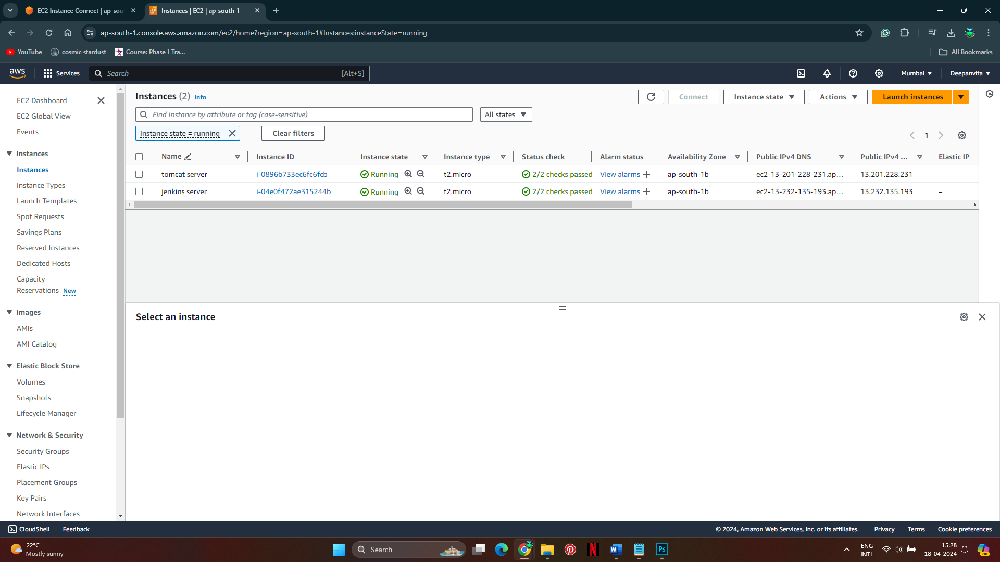 EC2 Instance Connect | ap-sou
Instances | EC2 | ap-south-1
ap-south-1.console.aws.amazon.com/ec2/home?region=ap-south-1#Instances:instanceState=running
YouTube
cosmic stardust
Course: Phase 1 Tra...
All Bookmarks
aws
Services
Search
[Alt+S]
Mumbai
Deepanvita
EC2 Dashboard
EC2 Global View
Events
Instances
Instances
Instance Types
Launch Templates
Spot Requests
Savings Plans
Reserved Instances
Dedicated Hosts
Capacity
Reservations New
Images
AMIs
AMI Catalog
Elastic Block Store
Volumes
Snapshots
Lifecycle Manager
Network & Security
Security Groups
Elastic IPs
Placement Groups
Key Pairs
Network Interfaces
Instances (2) Info
Connect
Instance state
Actions
Launch instances
Find Instance by attribute or tag (case-sensitive)
All states
Instance state = running
Clear filters
1
Name Instance ID Instance state Instance type Status check Alarm status Availability Zone Public IPv4 DNS Public IPv4 ... Elastic IP
tomcat server i-0896b733ec6fc6fcb Running t2.micro 2/2 checks passed View alarms + ap-south-1b ec2-13-201-228-231.ap... 13.201.228.231 –
jenkins server i-04e0f472ae315244b Running t2.micro 2/2 checks passed View alarms + ap-south-1b ec2-13-232-135-193.ap... 13.232.135.193 –
Select an instance
CloudShell
Feedback
© 2024, Amazon Web Services, Inc. or its affiliates.
Privacy
Terms
Cookie preferences
22°C
Mostly sunny
Search
N
W
Ps
ENG
INTL
15:28
18-04-2024
PRE